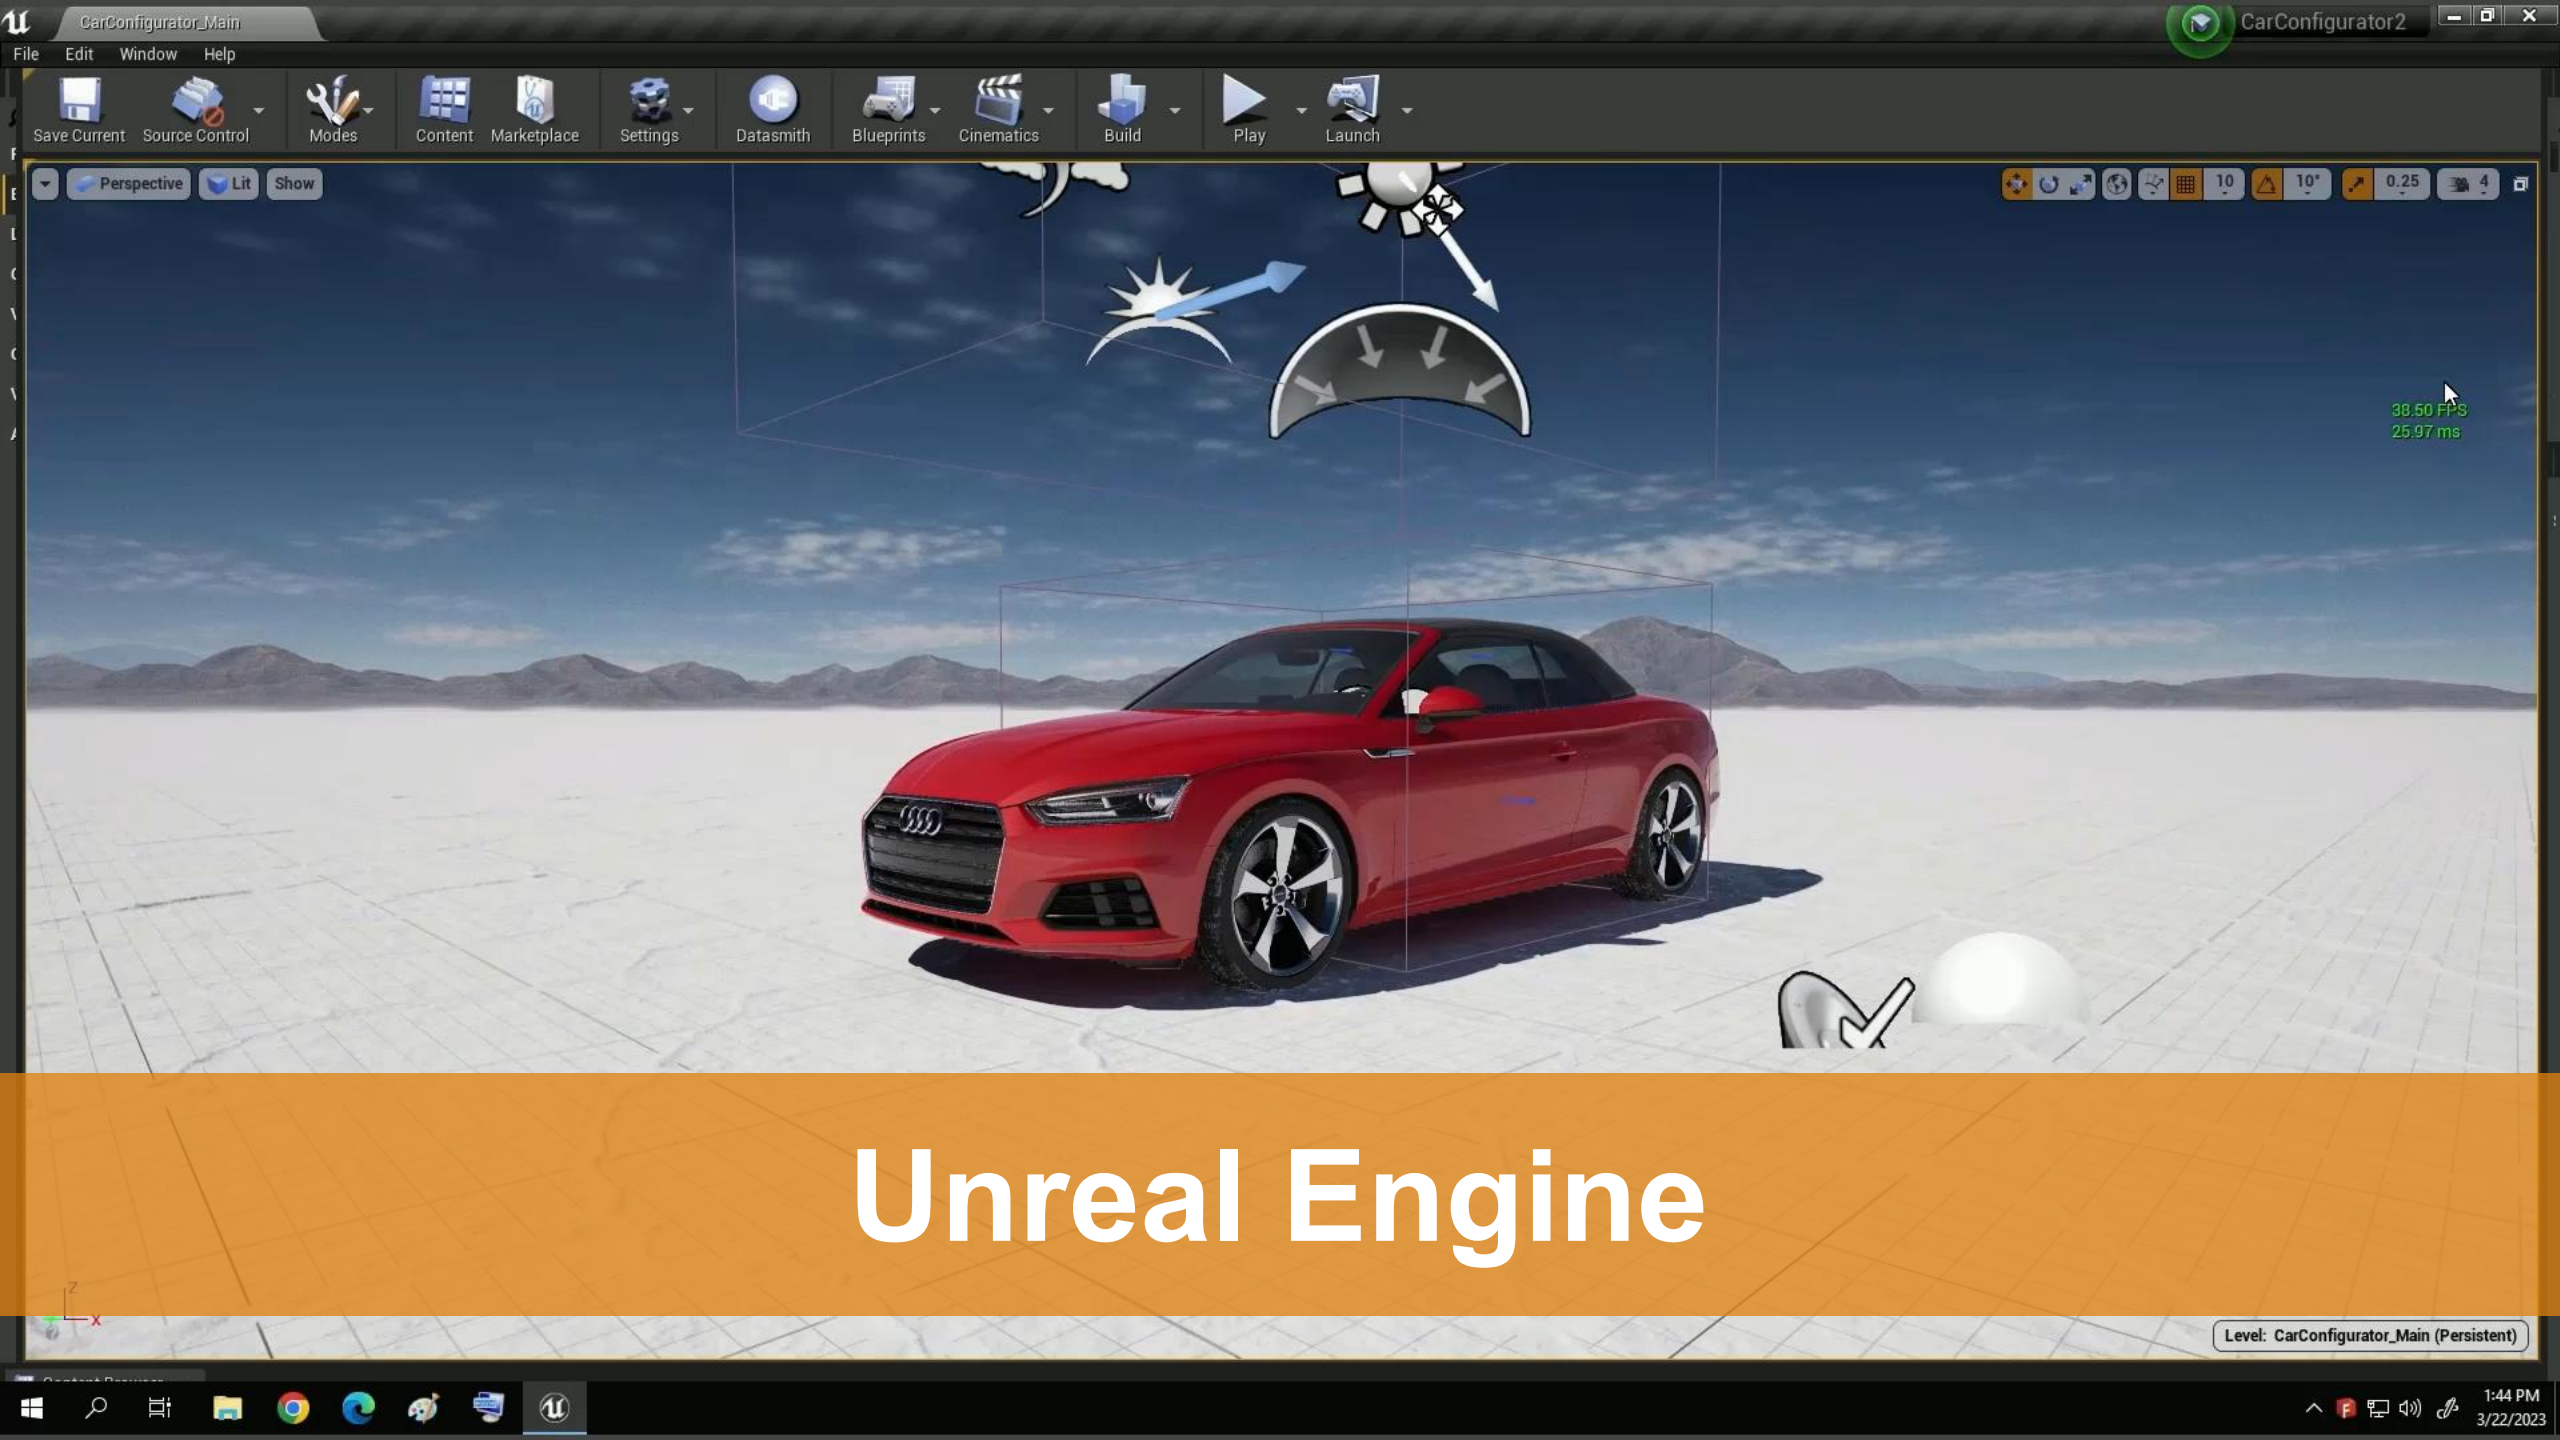 CarConfigurator_Main
CarConfigurator2
File Edit Window Help
Save Current Source Control Modes Content Marketplace Settings Datasmith Blueprints Cinematics Build Play Launch
Perspective Lit Show
10 10° 0.25 4
38.50 FPS
25.97 ms
Unreal Engine
Z
X
Level: CarConfigurator_Main (Persistent)
1:44 PM
3/22/2023